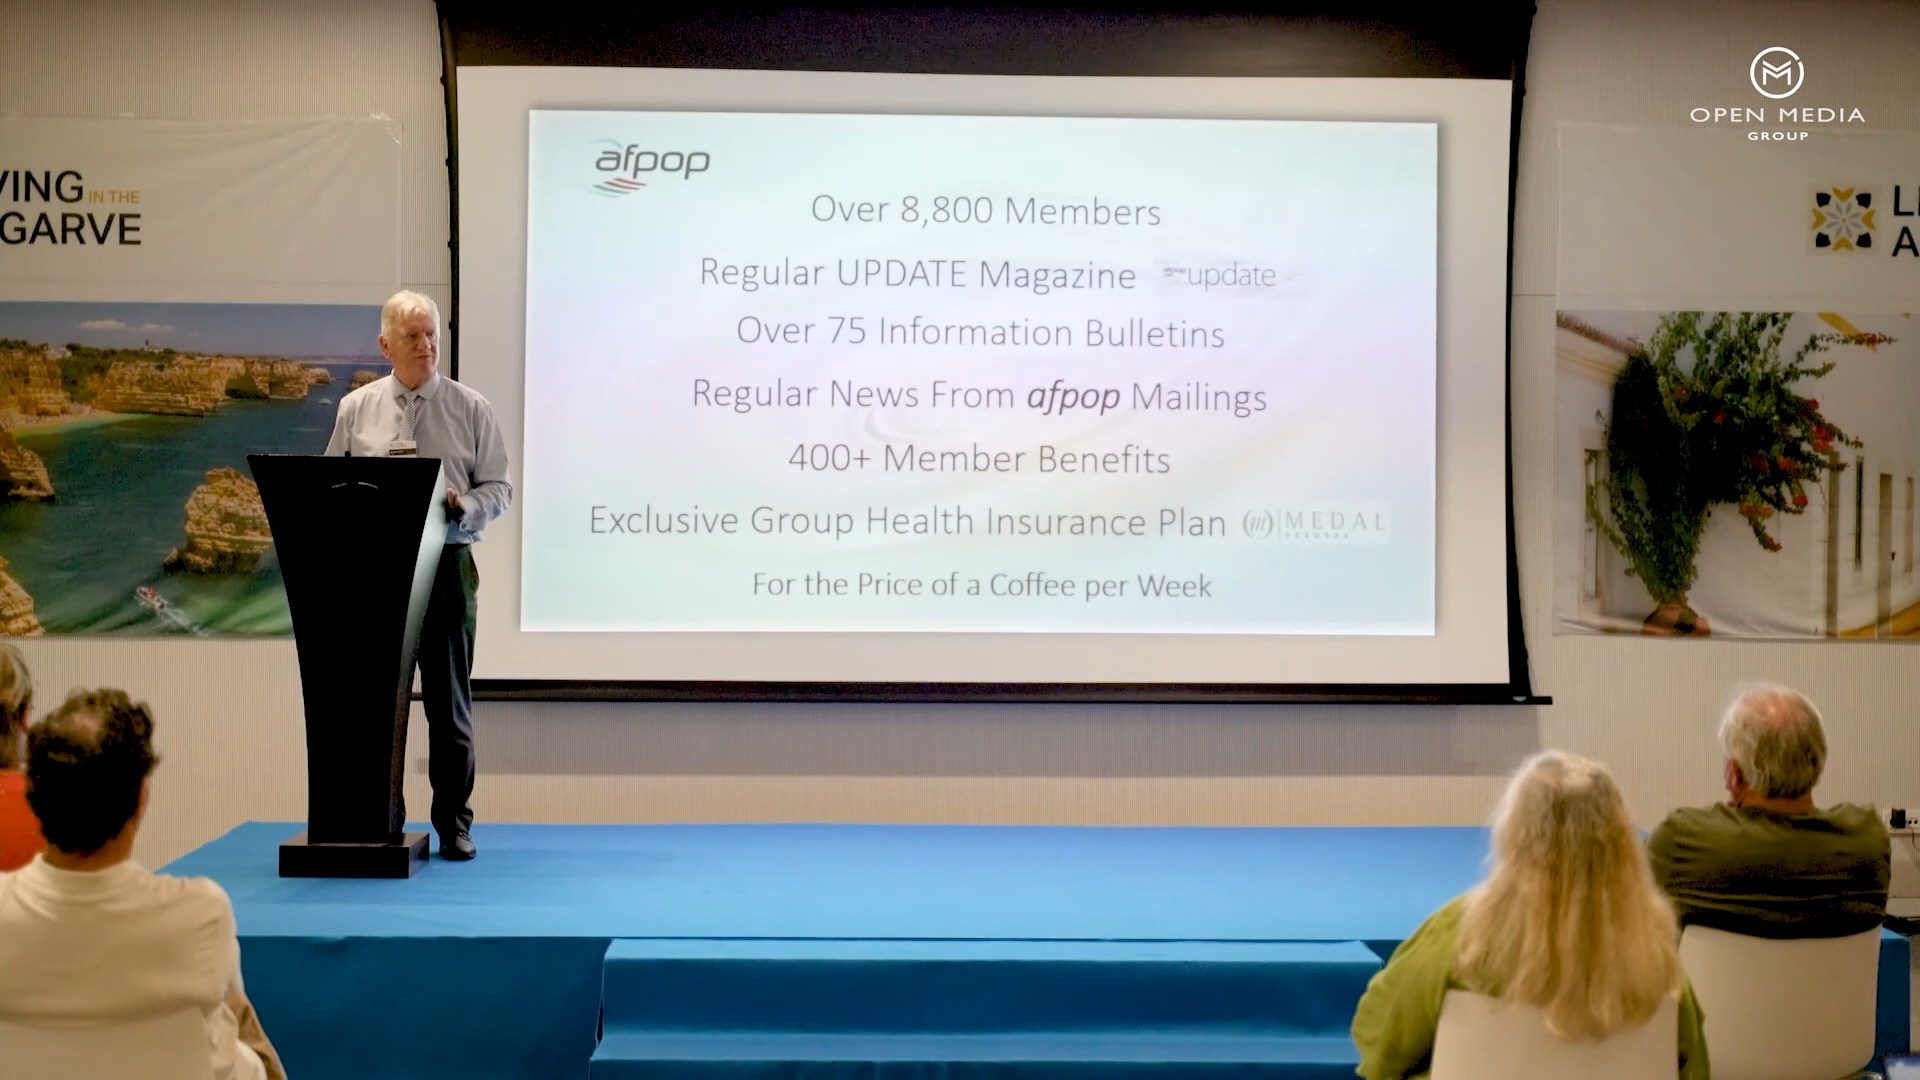 OPEN MEDIA
GROUP
VING IN THE
GARVE
afpop
Over 8,800 Members
Regular UPDATE Magazine update
Over 75 Information Bulletins
Regular News From afpop Mailings
400+ Member Benefits
Exclusive Group Health Insurance Plan MEDAL
For the Price of a Coffee per Week
L
A